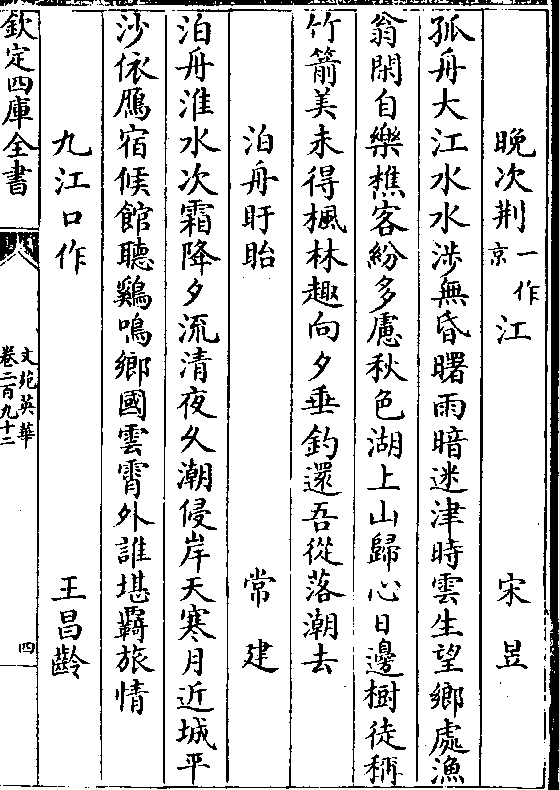 晚次荆一作京江 宋昱
孤舟大江水水涉無昏曙雨暗迷津時雲生望鄉處漁
翁閑自樂樵客紛多慮秋色湖上山歸心日邊樹徒稱
竹箭美未得楓林趣向夕垂釣還吾從落潮去
泊舟盱眙 常建
泊舟淮水次霜降夕流清夜久潮侵岸天寒月近城平
沙依鴈宿候館聽鷄鳴鄉國雲霄外誰堪羇旅情
九江口作 王昌齡
欽定四庫全書
文苑英華
卷二百九十二
四